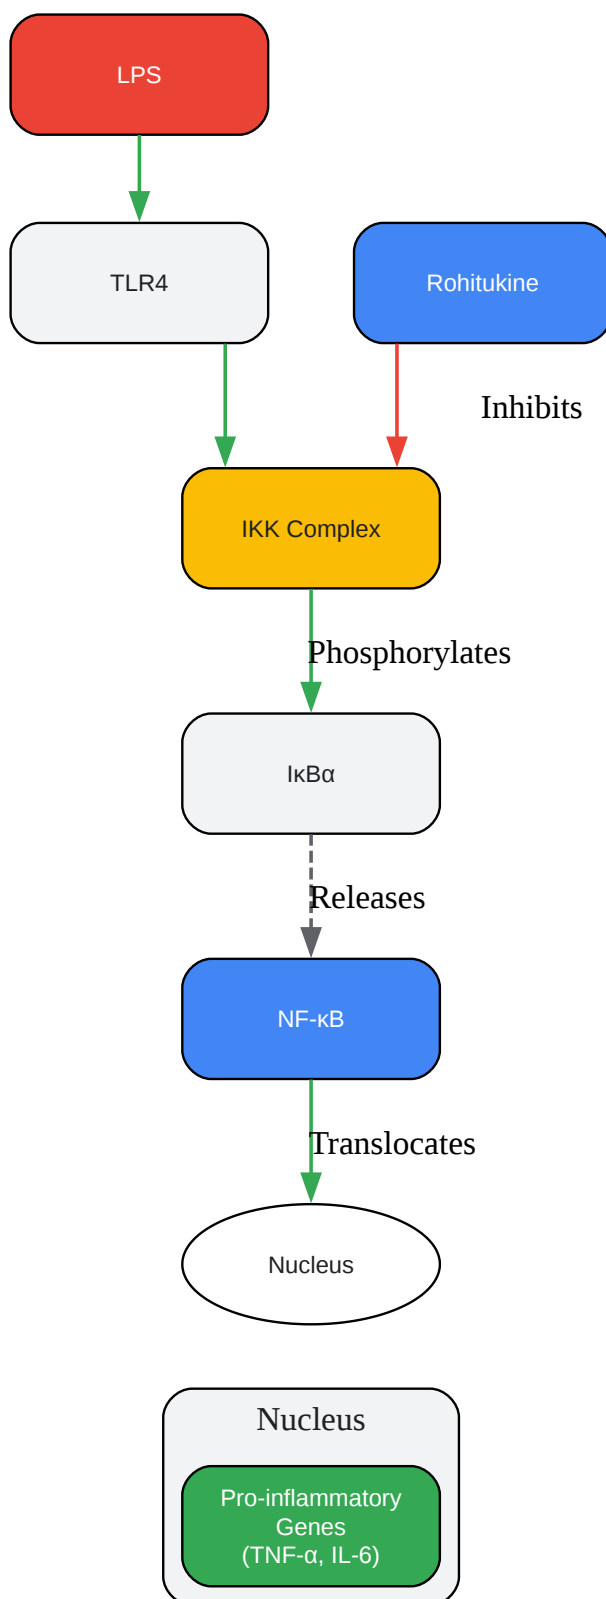 LPS
TLR4
Rohitukine
Inhibits
IKK Complex
Phosphorylates
IκBα
Releases
NF-κB
Translocates
Nucleus
Nucleus
Pro-inflammatory
Genes
(TNF-α, IL-6)